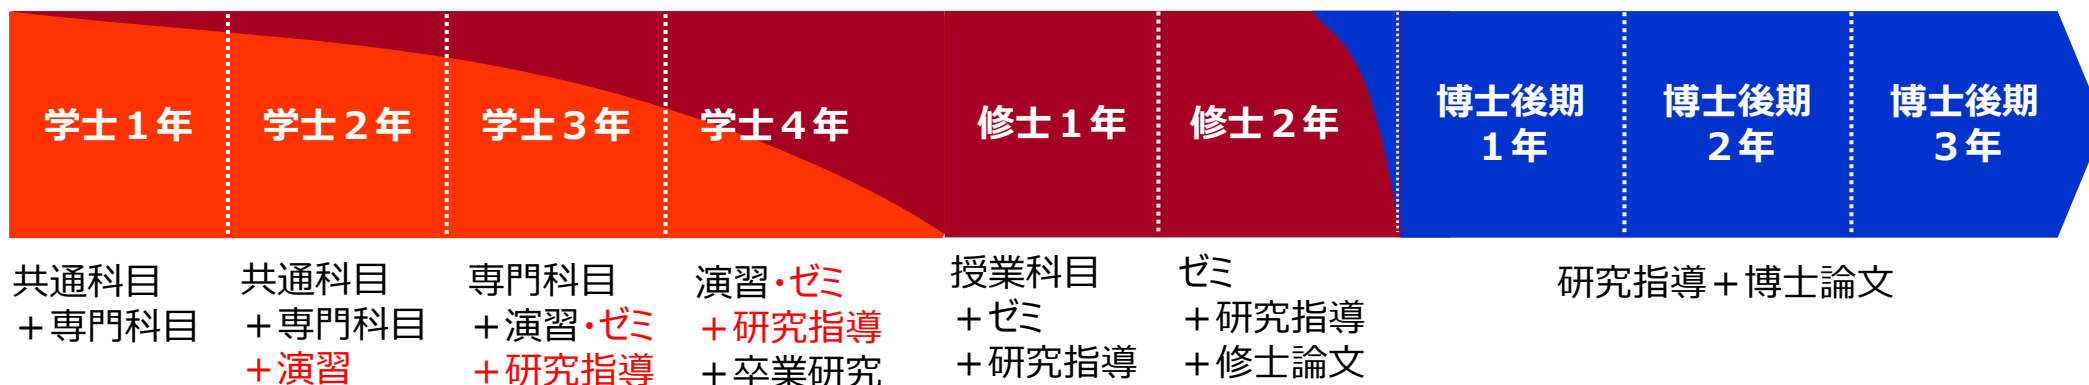 学士１年
学士２年
学士３年
学士４年
修士１年
修士２年
博士後期
１年
博士後期
２年
博士後期
３年
共通科目
＋専門科目
共通科目
＋専門科目
＋演習
専門科目
＋演習・ゼミ
＋研究指導
演習・ゼミ
＋研究指導
＋卒業研究
授業科目
＋ゼミ
＋研究指導
ゼミ
＋研究指導
＋修士論文
研究指導＋博士論文